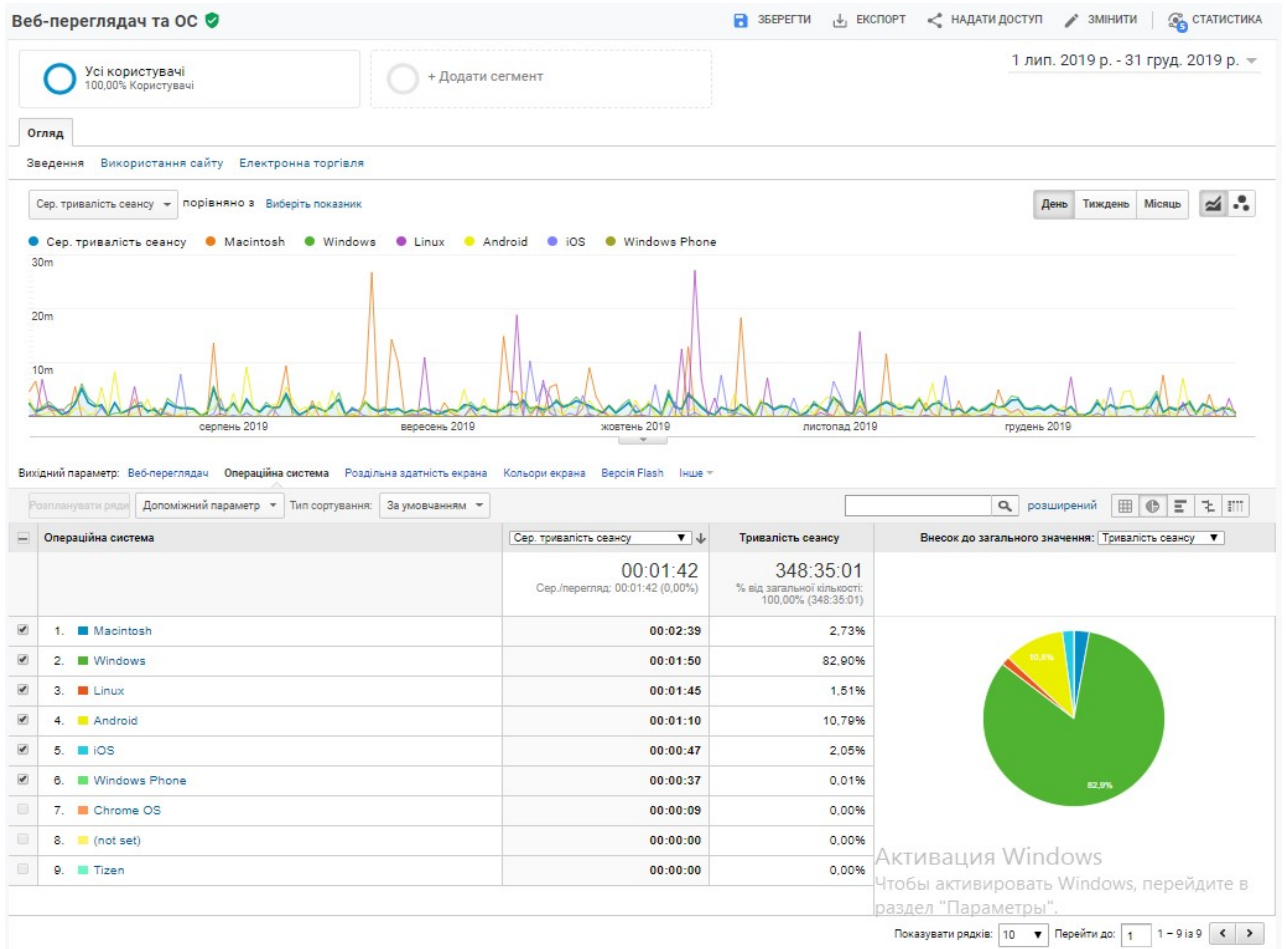 Веб-переглядач та ОС
ЗБЕРЕГТИ ЕКСПОРТ НАДАТИ ДОСТУП ЗМІНИТИ 5 СТАТИСТИКА
Усі користувачі
100,00% Користувачі
+ Додати сегмент
1 лип. 2019 р. - 31 груд. 2019 р.
Огляд
Зведення Використання сайту Електронна торгівля
Сер. тривалість сеансу порівняно з Виберіть показник
День Тиждень Місяць
Сер. тривалість сеансу Macintosh Windows Linux Android iOS Windows Phone
30m
20m
10m
серпень 2019 вересень 2019 жовтень 2019 листопад 2019 грудень 2019
Вихідний параметр: Веб-переглядач Операційна система Роздільна здатність екрана Кольори екрана Версія Flash Інше
Розпланувати ряди Допоміжний параметр Тип сортування: За умовчанням
розширений
Операційна система Сер. тривалість сеансу Тривалість сеансу Внесок до загального значення: Тривалість сеансу
00:01:42 348:35:01
Сер./перегляд: 00:01:42 (0,00%) % від загальної кількості:
100,00% (348:35:01)
1. Macintosh 00:02:39 2,73%
2. Windows 00:01:50 82,90%
3. Linux 00:01:45 1,51%
4. Android 00:01:10 10,79%
5. iOS 00:00:47 2,05%
6. Windows Phone 00:00:37 0,01%
7. Chrome OS 00:00:09 0,00%
8. (not set) 00:00:00 0,00%
9. Tizen 00:00:00 0,00%
10,8%
82,9%
Активация Windows
Чтобы активировать Windows, перейдите в
раздел "Параметры".
Показувати рядків: 10 Перейти до: 1 1 – 9 із 9